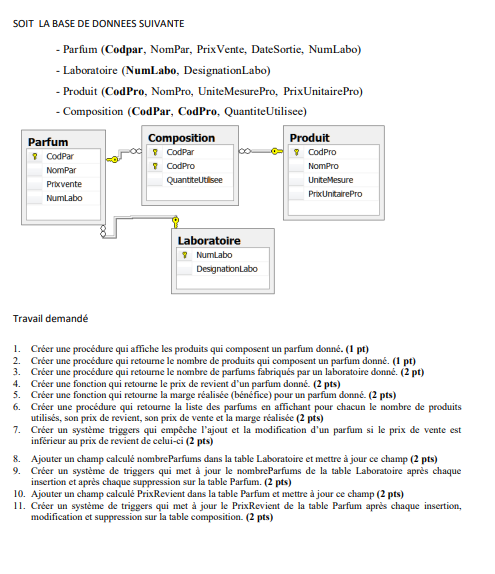 SOIT LA BASE DE DONNEES SUIVANTE
- Parfum (Codpar, NomPar, PrixVente, DateSortie, NumLabo)
- Laboratoire (NumLabo, DesignationLabo)
- Produit (CodPro, NomPro, UniteMesurePro, PrixUnitairePro)
- Composition (CodPar, CodPro, QuantiteUtilisee)
Parfum
CodPar
NomPar
Prixvente
NumLabo
Composition
CodPar
CodPro
QuantiteUtilisee
Produit
CodPro
NomPro
UniteMesure
PrixUnitairePro
Laboratoire
NumLabo
DesignationLabo
Travail demandé
1. Créer une procédure qui affiche les produits qui composent un parfum donné. (1 pt)
2. Créer une procédure qui retourne le nombre de produits qui composent un parfum donné. (1 pt)
3. Créer une procédure qui retourne le nombre de parfums fabriqués par un laboratoire donné. (2 pt)
4. Créer une fonction qui retourne le prix de revient d'un parfum donné. (2 pts)
5. Créer une fonction qui retourne la marge réalisée (bénéfice) pour un parfum donné. (2 pts)
6. Créer une procédure qui retourne la liste des parfums en affichant pour chacun le nombre de produits
utilisés, son prix de revient, son prix de vente et la marge réalisée (2 pts)
7. Créer un système triggers qui empêche l'ajout et la modification d'un parfum si le prix de vente est
inférieur au prix de revient de celui-ci (2 pts)
8. Ajouter un champ calculé nombreParfums dans la table Laboratoire et mettre à jour ce champ (2 pts)
9. Créer un système de triggers qui met à jour le nombreParfums de la table Laboratoire après chaque
insertion et après chaque suppression sur la table Parfum. (2 pts)
10. Ajouter un champ calculé PrixRevient dans la table Parfum et mettre à jour ce champ (2 pts)
11. Créer un système de triggers qui met à jour le PrixRevient de la table Parfum après chaque insertion,
modification et suppression sur la table composition. (2 pts)